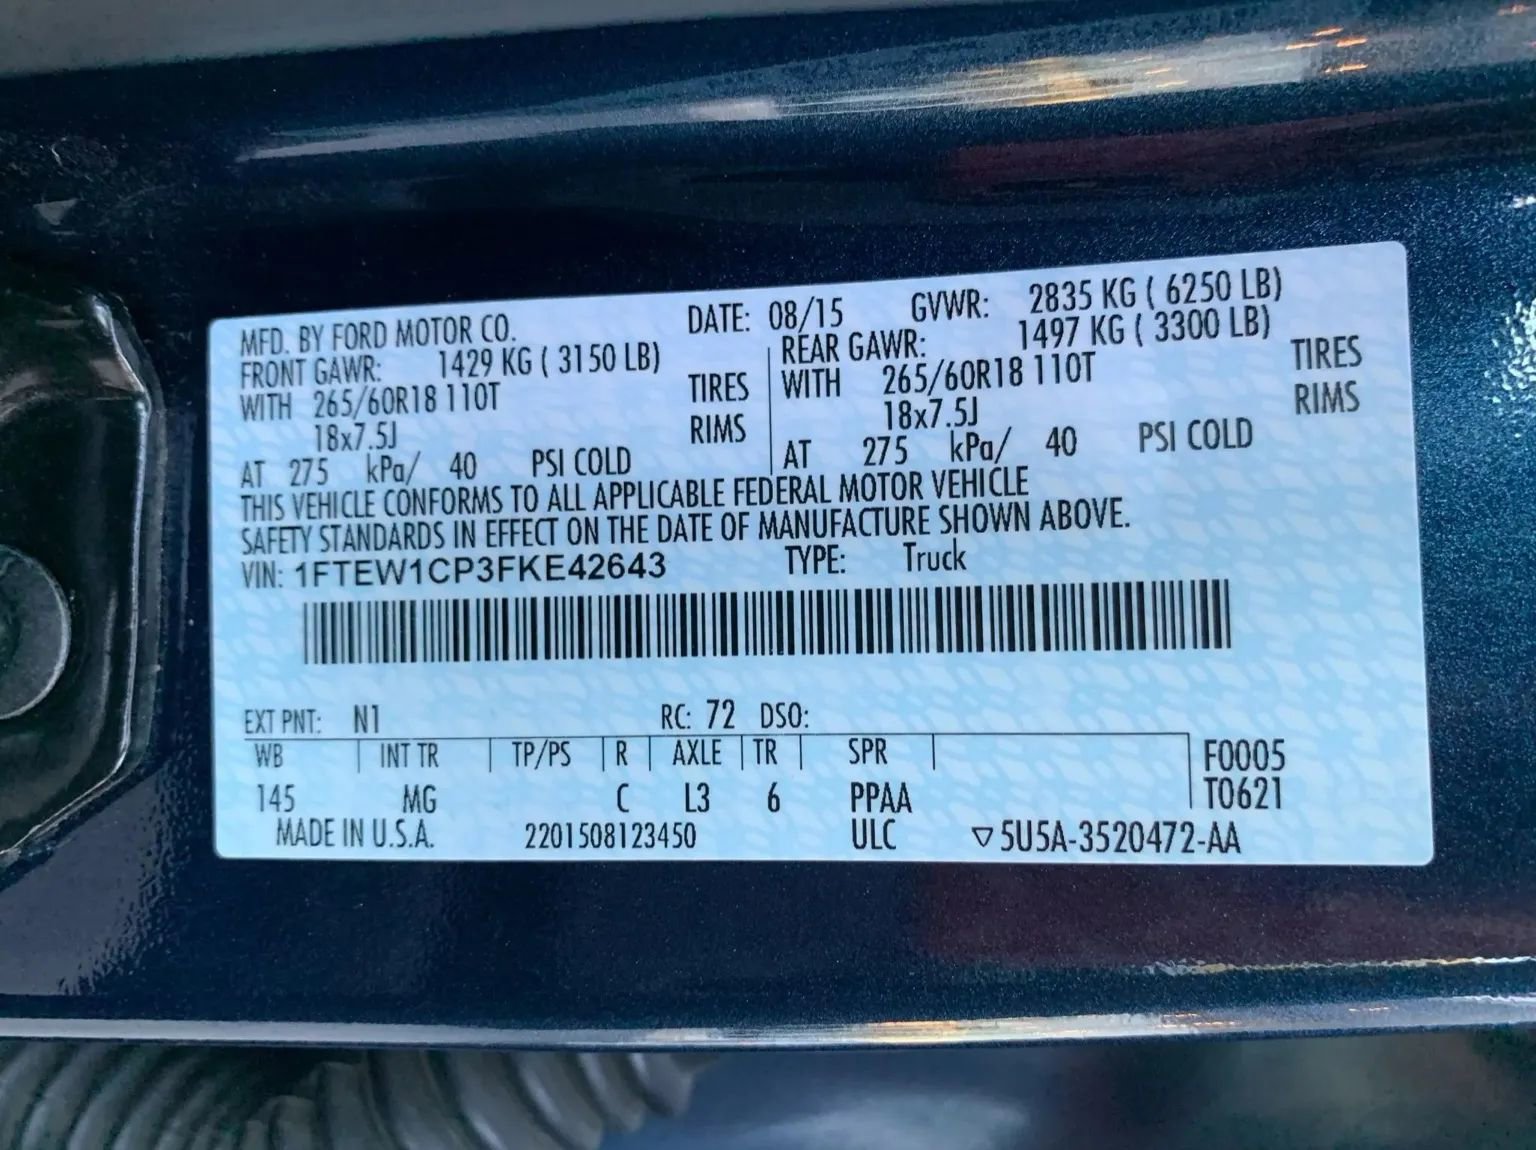 MFD. BY FORD MOTOR CO. DATE: 08/15 GVWR: 2835 KG ( 6250 LB)
FRONT GAWR: 1429 KG ( 3150 LB) REAR GAWR: 1497 KG ( 3300 LB)
WITH 265/60R18 110T TIRES WITH 265/60R18 110T TIRES
18x7.5J RIMS 18x7.5J RIMS
AT 275 kPa/ 40 PSI COLD AT 275 kPa/ 40 PSI COLD
THIS VEHICLE CONFORMS TO ALL APPLICABLE FEDERAL MOTOR VEHICLE
SAFETY STANDARDS IN EFFECT ON THE DATE OF MANUFACTURE SHOWN ABOVE.
VIN: 1FTEW1CP3FKE42643 TYPE: Truck
EXT PNT: N1 RC: 72 DSO:
WB INT TR TP/PS R AXLE TR SPR F0005
145 MG C L3 6 PPAA T0621
MADE IN U.S.A. 2201508123450 ULC ▽5U5A-3520472-AA